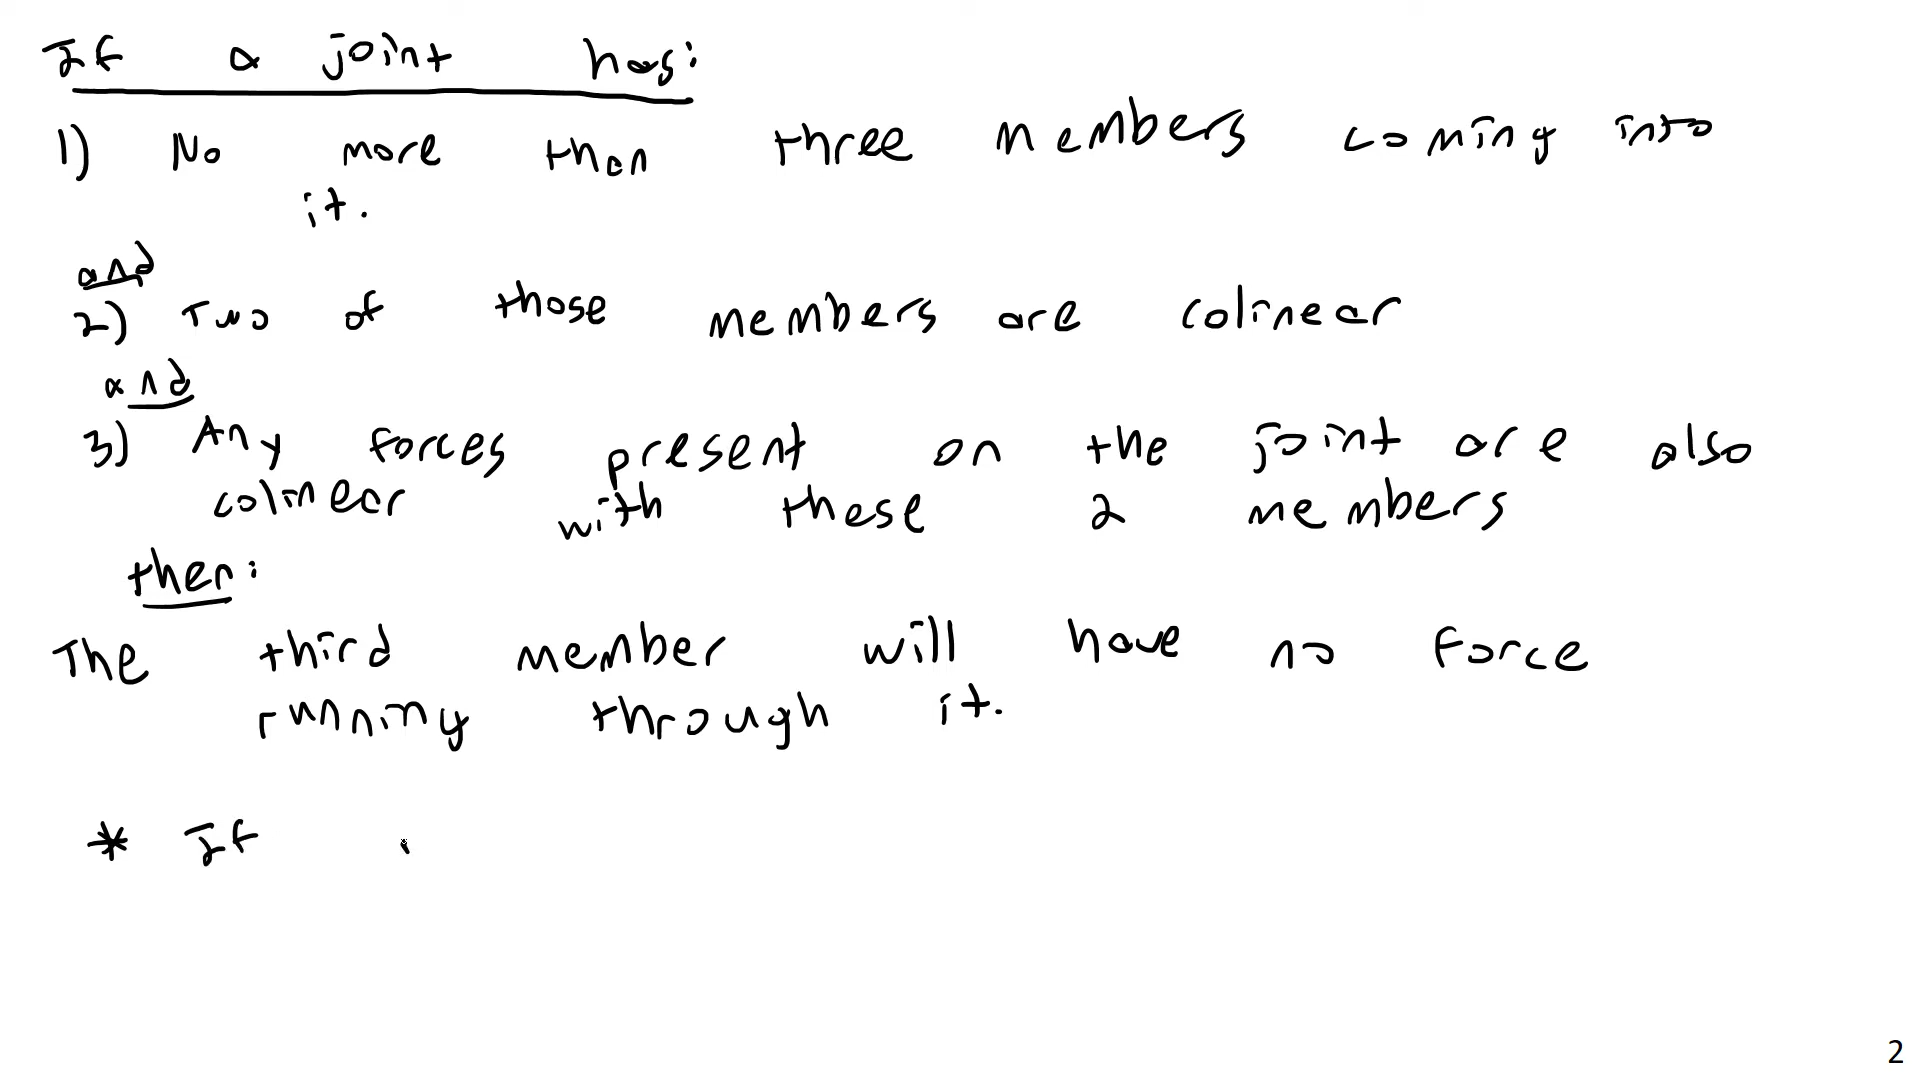 If a joint has:
1) No more than three members coming into
it.
and
2) Two of those members are colinear
and
3) Any forces present on the joint are also
colinear with these 2 members
then:
The third member will have no force
running through it.
* If
2